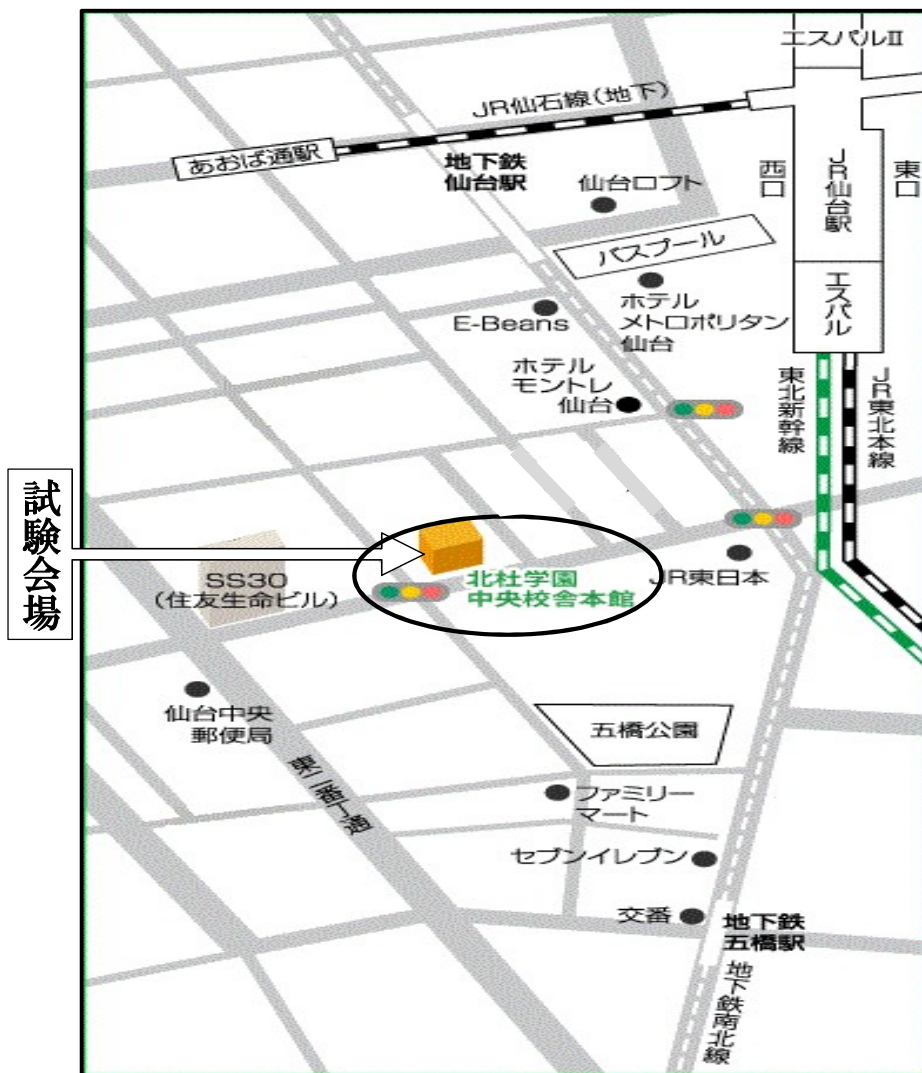 エスパルII
JR仙石線(地下)
あおば通駅
地下鉄
仙台駅
仙台ロフト
西口
JR仙台駅
東口
バスプール
エスパル
E-Beans
ホテル
メトロポリタン
仙台
ホテル
モントレ
仙台
東北新幹線
JR東北本線
試験会場
SS30
(住友生命ビル)
北杜学園
中央校舎本館
JR東日本
仙台中央
郵便局
東二番丁通
五橋公園
ファミリー
マート
セブンイレブン
交番
地下鉄
五橋駅
地下鉄南北線